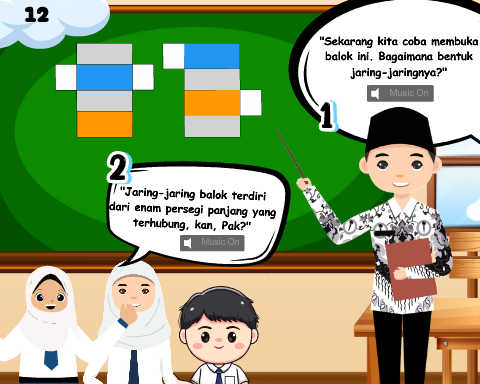 12
"Sekarang kita coba membuka
balok ini. Bagaimana bentuk
jaring-jaringnya?"
Music On
1
2
"Jaring-jaring balok terdiri
dari enam persegi panjang yang
terhubung, kan, Pak?"
Music On